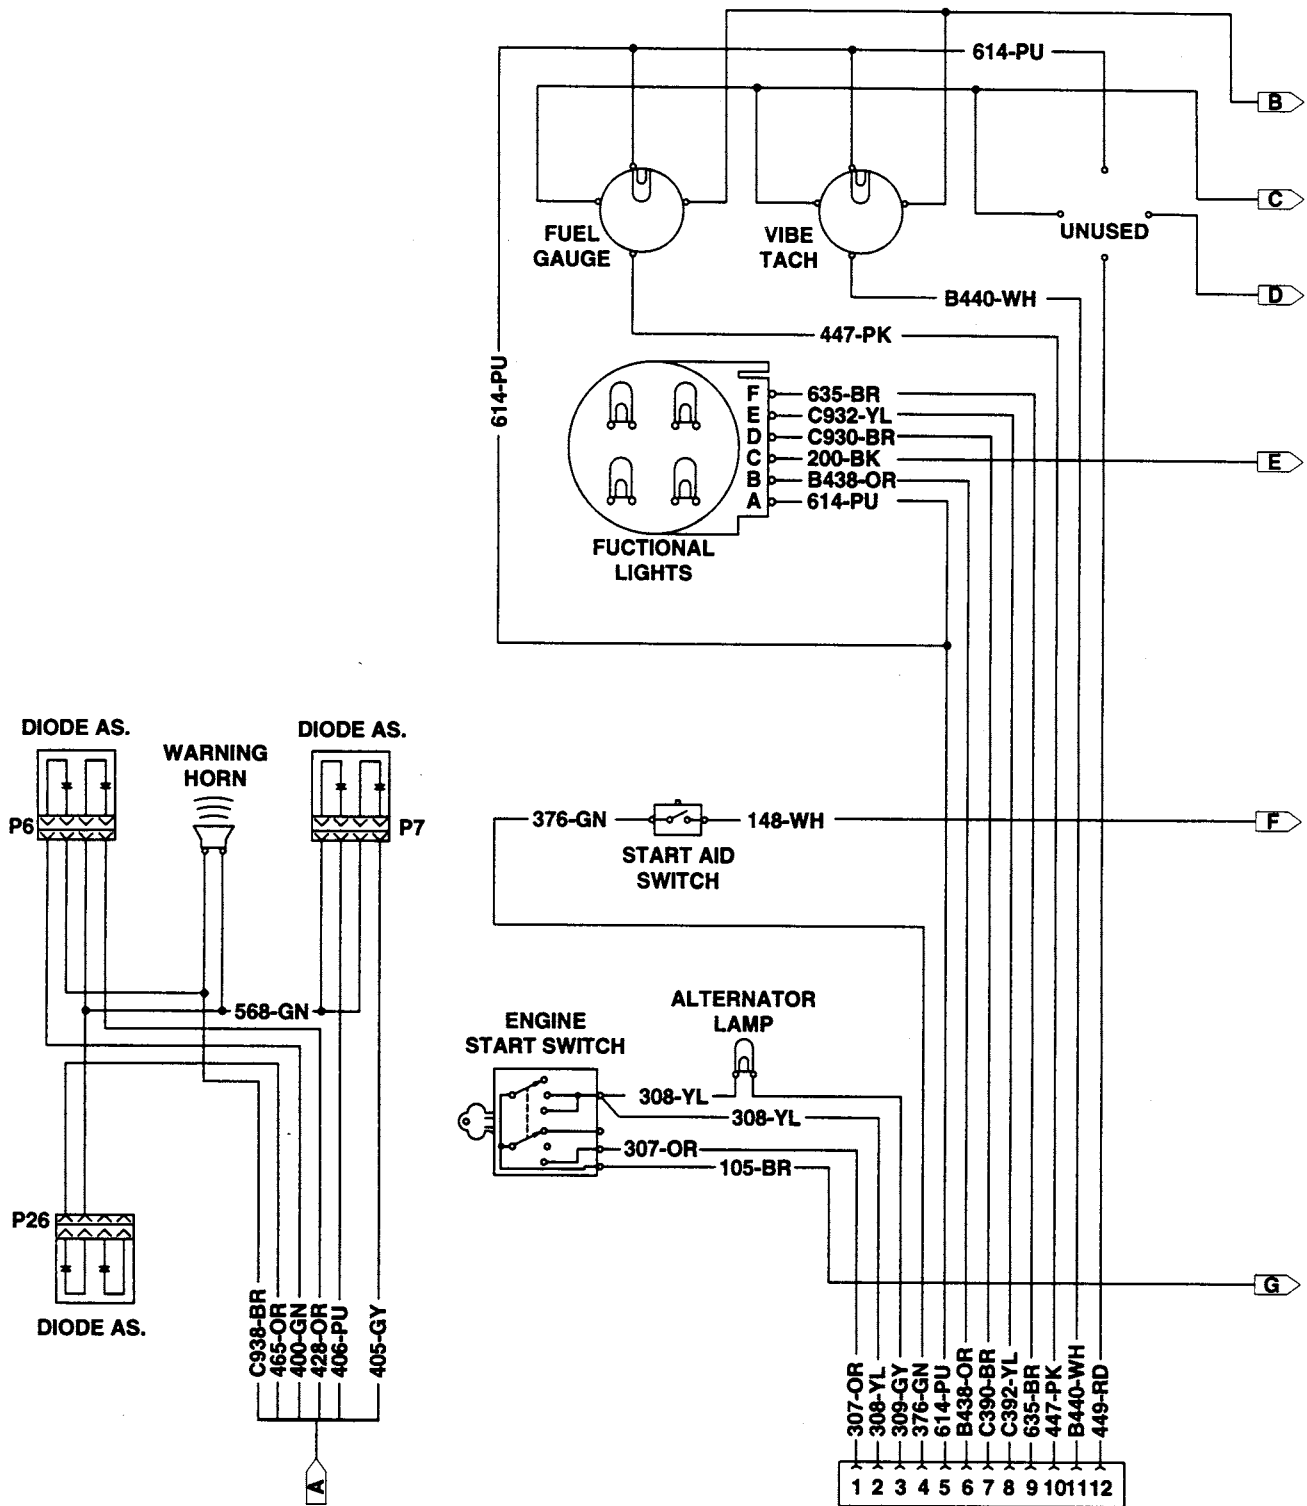 614-PU
B
C
FUEL
GAUGE
VIBE
TACH
UNUSED
B440-WH
D
447-PK
614-PU
F 635-BR
E C932-YL
D C930-BR
C 200-BK
E
B B438-OR
A 614-PU
FUCTIONAL
LIGHTS
DIODE AS.
WARNING
HORN
DIODE AS.
P6
P7
376-GN
148-WH
F
START AID
SWITCH
568-GN
ALTERNATOR
LAMP
ENGINE
START SWITCH
308-YL
308-YL
307-OR
105-BR
P26
G
DIODE AS.
C938-BR
465-OR
400-GN
428-OR
406-PU
405-GY
307-OR
308-YL
309-GY
376-GN
614-PU
B438-OR
C390-BR
C392-YL
635-BR
447-PK
B440-WH
449-RD
A
1 2 3 4 5 6 7 8 9 10 11 12